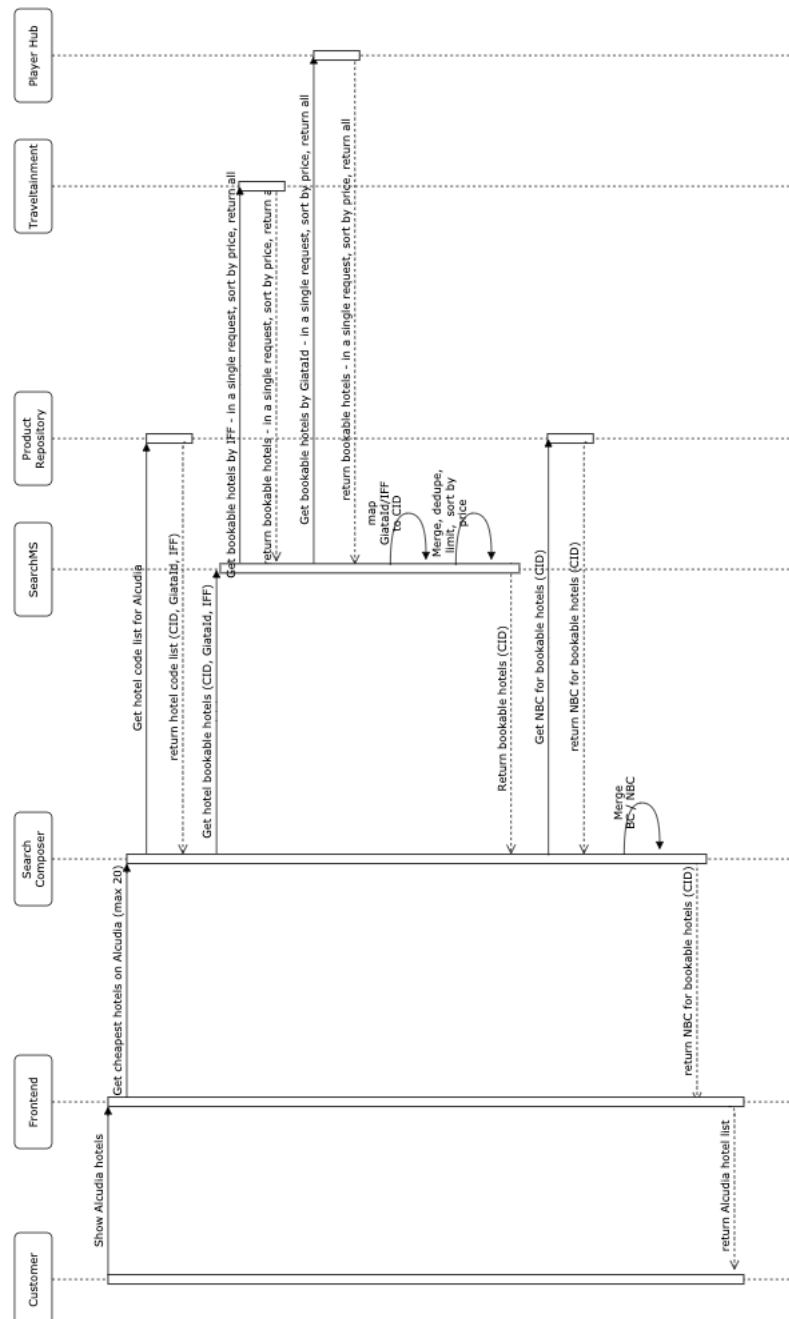 Customer
Frontend
Search
Composer
SearchMS
Product
Repository
Traveltainment
Player Hub
Show Alcudia hotels
Get cheapest hotels on Alcudia (max 20)
Get hotel code list for Alcudia
return hotel code list (CID, GiataId, IFF)
Get hotel bookable hotels (CID, GiataId, IFF)
Get bookable hotels by IFF - in a single request, sort by price, return all
return bookable hotels - in a single request, sort by price, return a
Get bookable hotels by GiataId - in a single request, sort by price, return all
return bookable hotels - in a single request, sort by price, return all
map
GiataId/IFF
to CID
Merge, dedupe,
limit, sort by
price
Return bookable hotels (CID)
Get NBC for bookable hotels (CID)
return NBC for bookable hotels (CID)
Merge
BC / NBC
return NBC for bookable hotels (CID)
return Alcudia hotel list